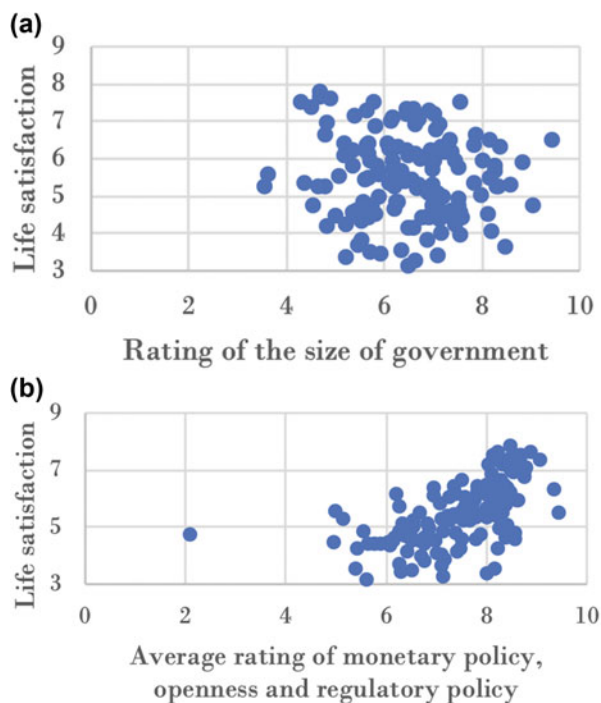 (a)
9
8
7
6
5
4
3
0 2 4 6 8 10
Life satisfaction
Rating of the size of government
(b)
9
7
5
3
0 2 4 6 8 10
Life satisfaction
Average rating of monetary policy,
openness and regulatory policy